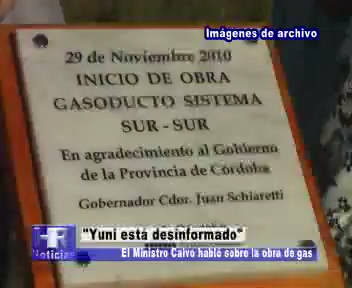 Imágenes de archivo
29 de Noviembre 2010
INICIO DE OBRA
GASODUCTO SISTEMA
SUR - SUR
En agradecimiento al Gobierno
de la Provincia de Córdoba
Gobernador Cdor. Juan Schiaretti
"Yuni está desinformado"
HR
Noticias
El Ministro Calvo habló sobre la obra de gas